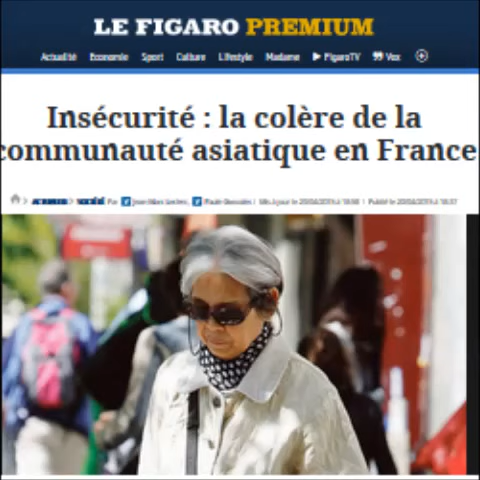 LE FIGARO PREMIUM
Actualité Economie Sport Culture Lifestyle Madame FigaroTV Vox
Insécurité : la colère de la
communauté asiatique en France